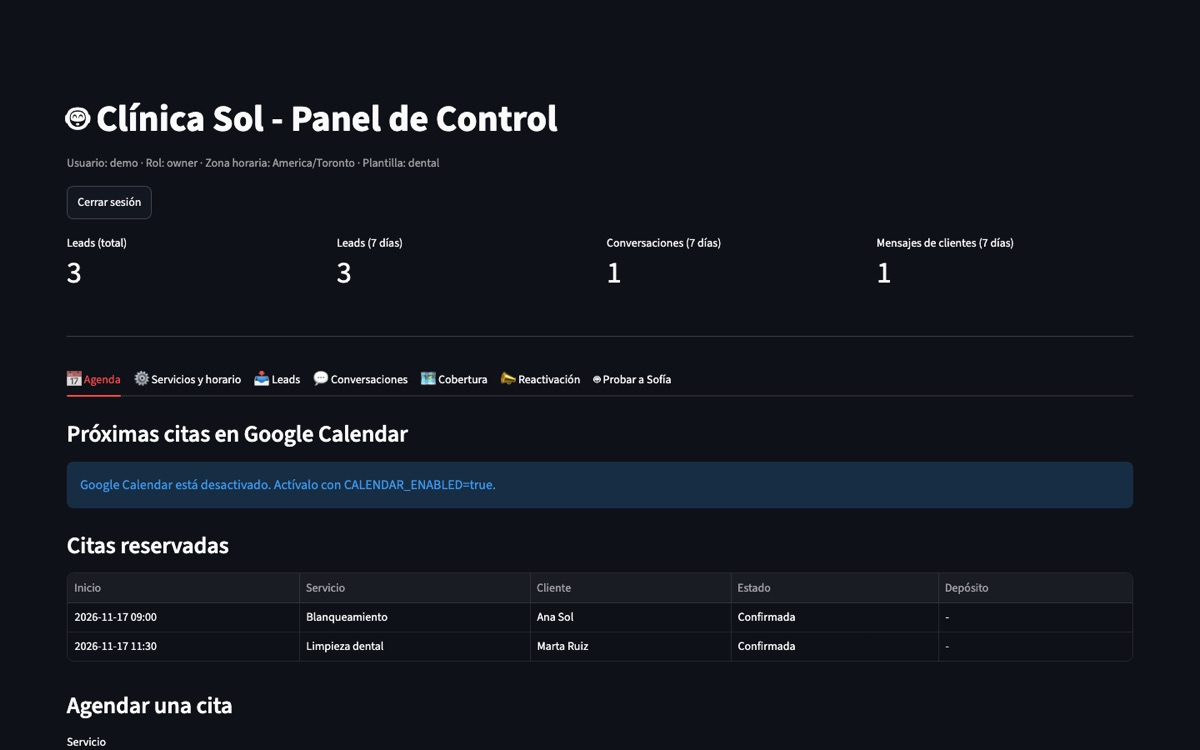 Clínica Sol - Panel de Control
Usuario: demo · Rol: owner · Zona horaria: America/Toronto · Plantilla: dental
Cerrar sesión
Leads (total) Leads (7 días) Conversaciones (7 días) Mensajes de clientes (7 días)
3 3 1 1
17 Agenda Servicios y horario Leads Conversaciones Cobertura Reactivación Probar a Sofía
Próximas citas en Google Calendar
Google Calendar está desactivado. Actívalo con CALENDAR_ENABLED=true.
Citas reservadas
Inicio Servicio Cliente Estado Depósito
2026-11-17 09:00 Blanqueamiento Ana Sol Confirmada -
2026-11-17 11:30 Limpieza dental Marta Ruiz Confirmada -
Agendar una cita
Servicio